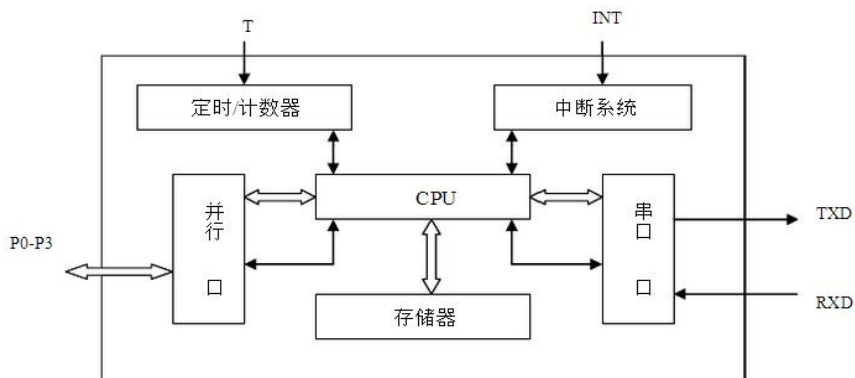 T
INT
定时/计数器
中断系统
CPU
并行 口
串口 口
P0-P3
TXD
存储器
RXD